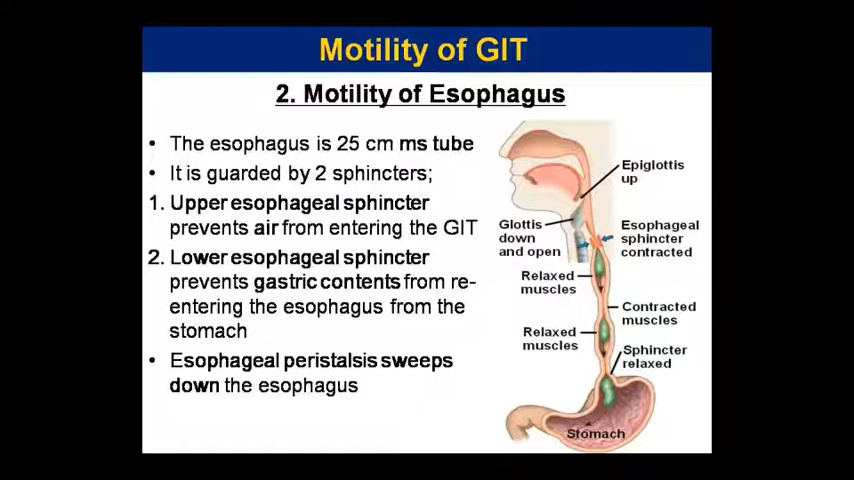 Motility of GIT
2. Motility of Esophagus
• The esophagus is 25 cm ms tube
• It is guarded by 2 sphincters;
1. Upper esophageal sphincter
prevents air from entering the GIT
2. Lower esophageal sphincter
prevents gastric contents from re-
entering the esophagus from the
stomach
• Esophageal peristalsis sweeps
down the esophagus
Epiglottis
up
Glottis
down
and open
Esophageal
sphincter
contracted
Relaxed
muscles
Contracted
muscles
Relaxed
muscles
Sphincter
relaxed
Stomach